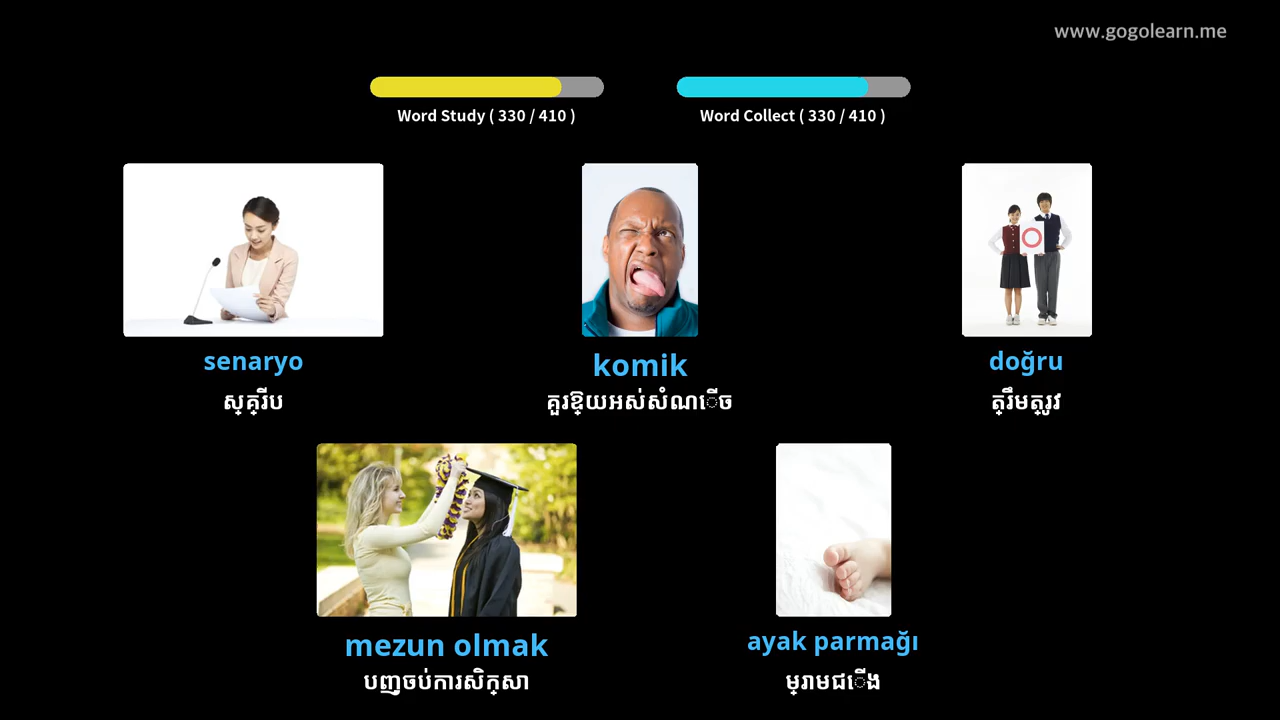 www.gogolearn.me
Word Study ( 330 / 410 )
Word Collect ( 330 / 410 )
senaryo
ស្គ្រីប
komik
គួរឱ្យអស់សំណើច
doğru
ត្រឹមត្រូវ
mezun olmak
បញ្ចប់ការសិក្សា
ayak parmağı
ម្រាមជើង